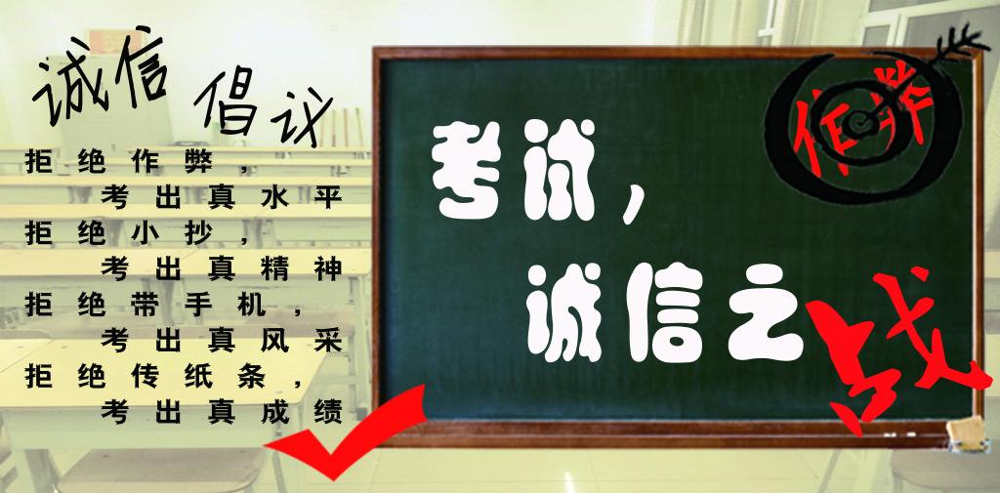 诚信倡议
拒绝作弊，
考出真水平
拒绝小抄，
考出真精神
拒绝带手机，
考出真风采
拒绝传纸条，
考出真成绩
作弊
考试，
诚信之战